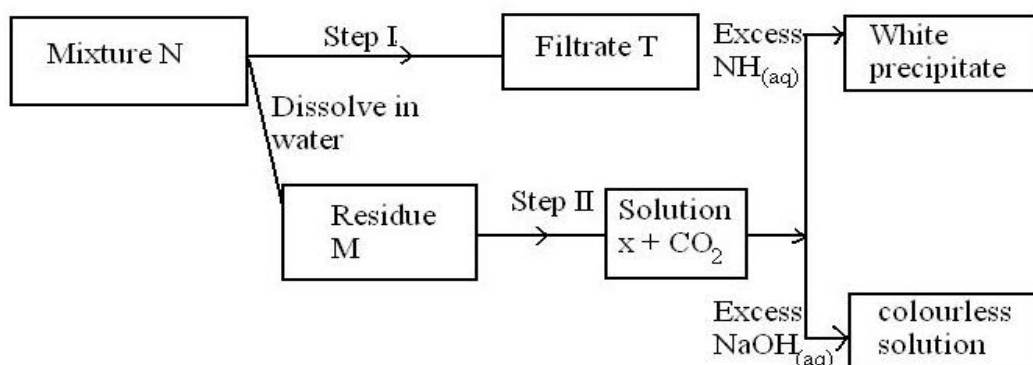 Mixture N
Step I
Filtrate T
Excess
NH(aq)
White
precipitate
Dissolve in
water
Residue
M
Step II
Solution
x + CO₂
Excess
NaOH(aq)
colourless
solution